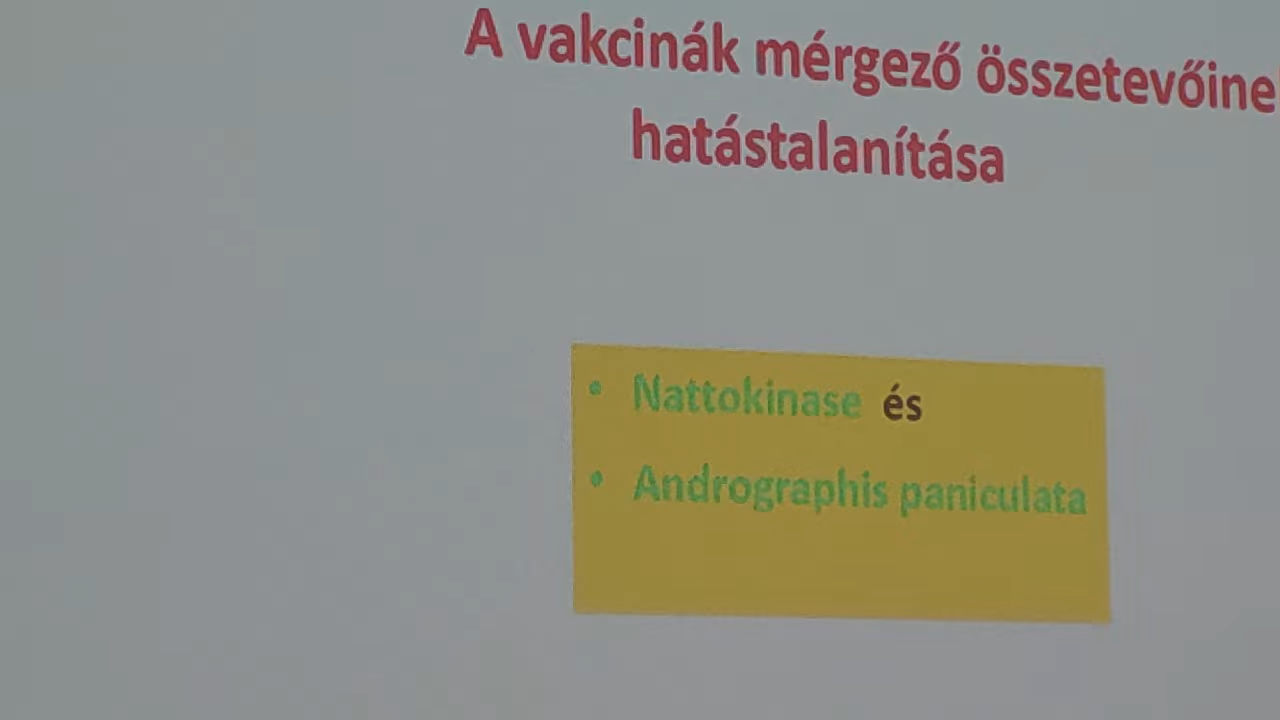 A vakcinák mérgező összetevőine
hatástalanítása
• Nattokinase és
• Andrographis paniculata